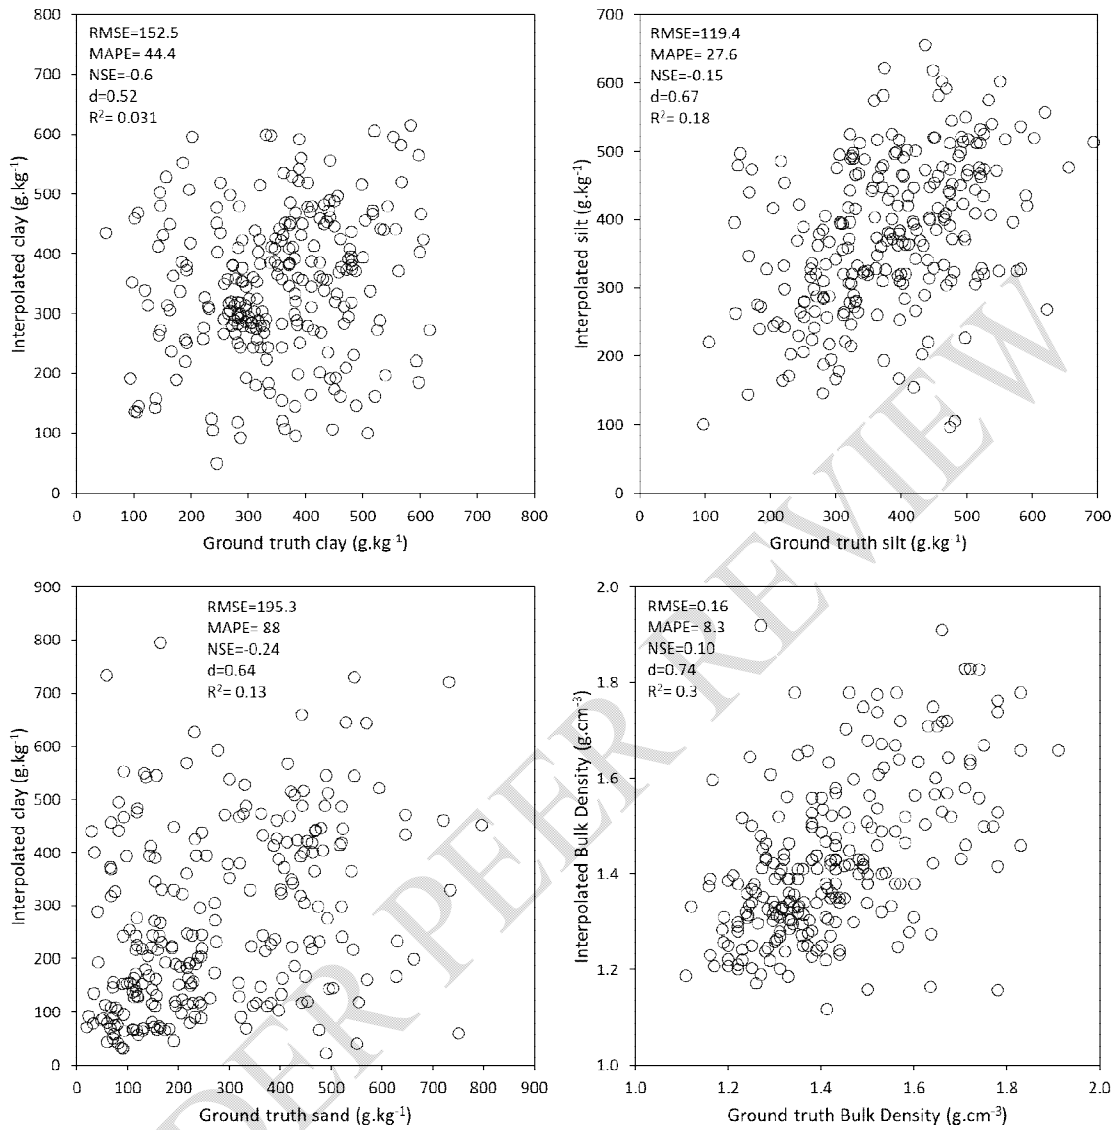 800
700
600
500
400
300
200
100
0
Interpolated clay (g.kg-1)
RMSE=152.5
MAPE= 44.4
NSE=-0.6
d=0.52
R2= 0.031
0 100 200 300 400 500 600 700 800
Ground truth clay (g.kg-1)
700
600
500
400
300
200
100
0
Interpolated silt (g.kg-1)
RMSE=119.4
MAPE= 27.6
NSE=-0.15
d=0.67
R2= 0.18
0 100 200 300 400 500 600 700
Ground truth silt (g.kg-1)
900
800
700
600
500
400
300
200
100
0
Interpolated clay (g.kg-1)
RMSE=195.3
MAPE= 88
NSE=-0.24
d=0.64
R2= 0.13
0 100 200 300 400 500 600 700 800 900
Ground truth sand (g.kg-1)
2.0
1.8
1.6
1.4
1.2
1.0
Interpolated Bulk Density (g.cm-3)
RMSE=0.16
MAPE= 8.3
NSE=0.10
d=0.74
R2= 0.3
1.0 1.2 1.4 1.6 1.8 2.0
Ground truth Bulk Density (g.cm-3)
DER PEER REVIEW